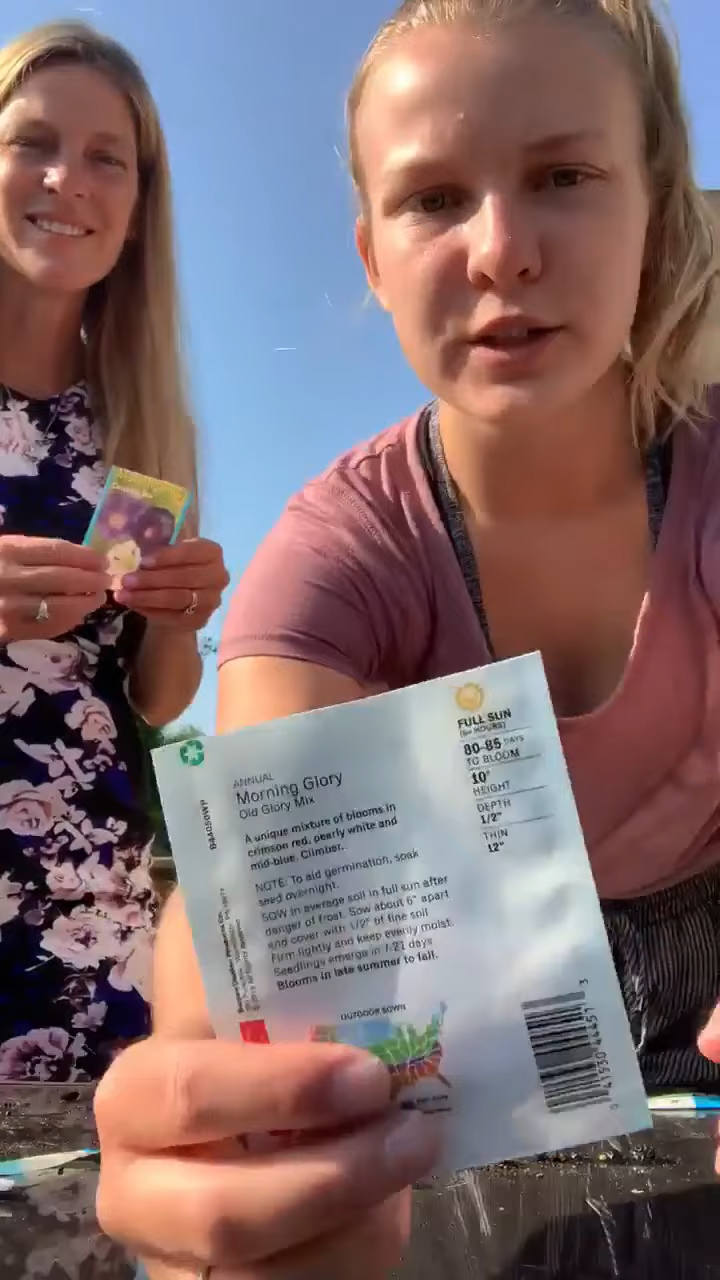 ANNUAL
Morning Glory
Old Glory Mix
A unique mixture of blooms in
crimson red, pearly white and
mid-blue. Climber.
NOTE: To aid germination, soak
seed overnight.
SOW in average soil in full sun after
danger of frost. Sow about 6" apart
and cover with 1/2" of fine soil
Firm lightly and keep evenly moist.
Seedlings emerge in 7-21 days
Blooms in late summer to fall.
OUTDOOR SOWN
FULL SUN
(6+ HOURS)
80-85 DAYS
TO BLOOM
10'
HEIGHT
DEPTH
1/2"
THIN
12"